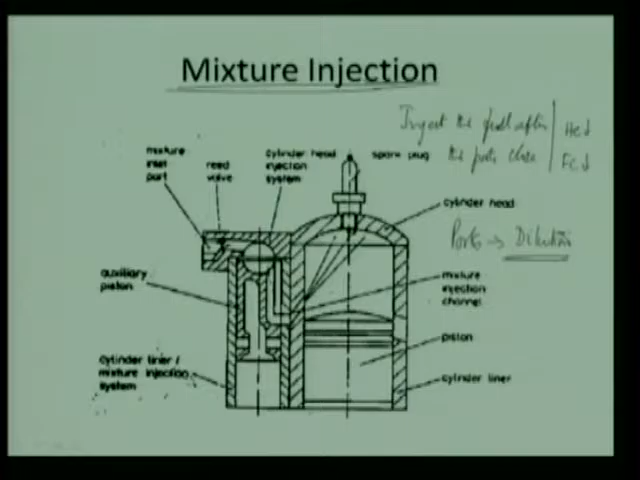 Mixture Injection
Inject the fuel after
the ports close
HC↓
FC↓
mixture
inlet
port
reed
valve
cylinder head
injection
system
spark plug
cylinder head
Ports → Dilution
auxiliary
piston
mixture
injection
channel
piston
cylinder liner /
mixture injection
system
cylinder liner